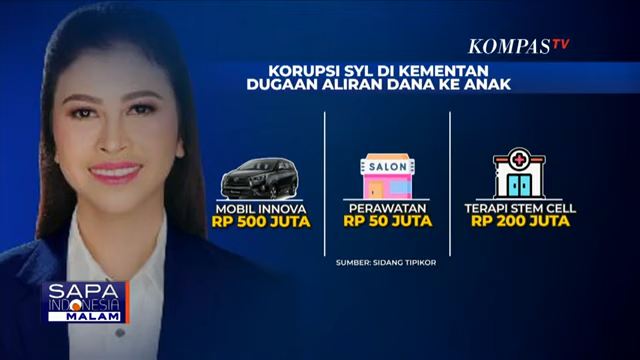 KOMPASTV
KORUPSI SYL DI KEMENTAN
DUGAAN ALIRAN DANA KE ANAK
SALON
MOBIL INNOVA
RP 500 JUTA
PERAWATAN
RP 50 JUTA
TERAPI STEM CELL
RP 200 JUTA
SUMBER: SIDANG TIPIKOR
SAPA
INDONESIA
MALAM